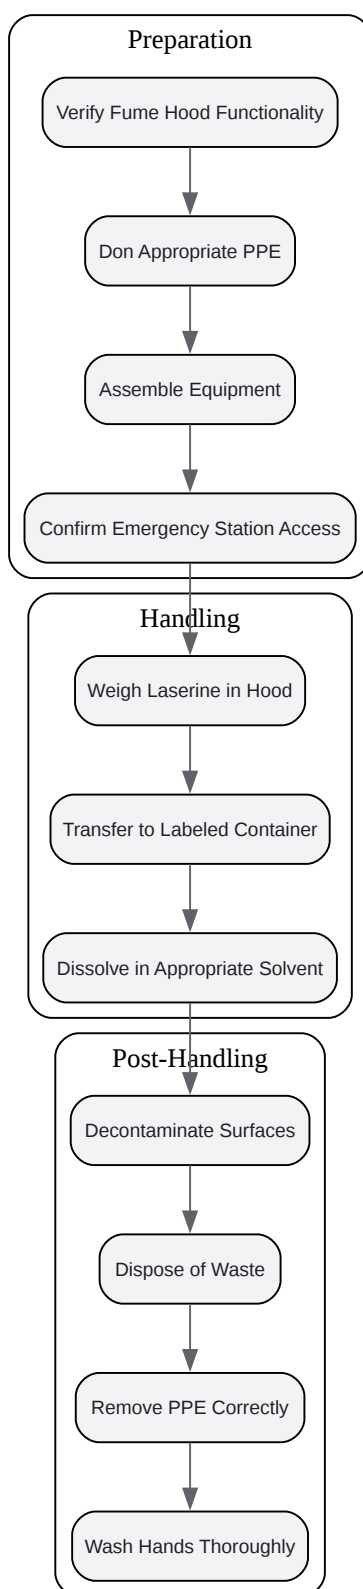 Preparation
Verify Fume Hood Functionality
Don Appropriate PPE
Assemble Equipment
Confirm Emergency Station Access
Handling
Weigh Laserine in Hood
Transfer to Labeled Container
Dissolve in Appropriate Solvent
Post-Handling
Decontaminate Surfaces
Dispose of Waste
Remove PPE Correctly
Wash Hands Thoroughly